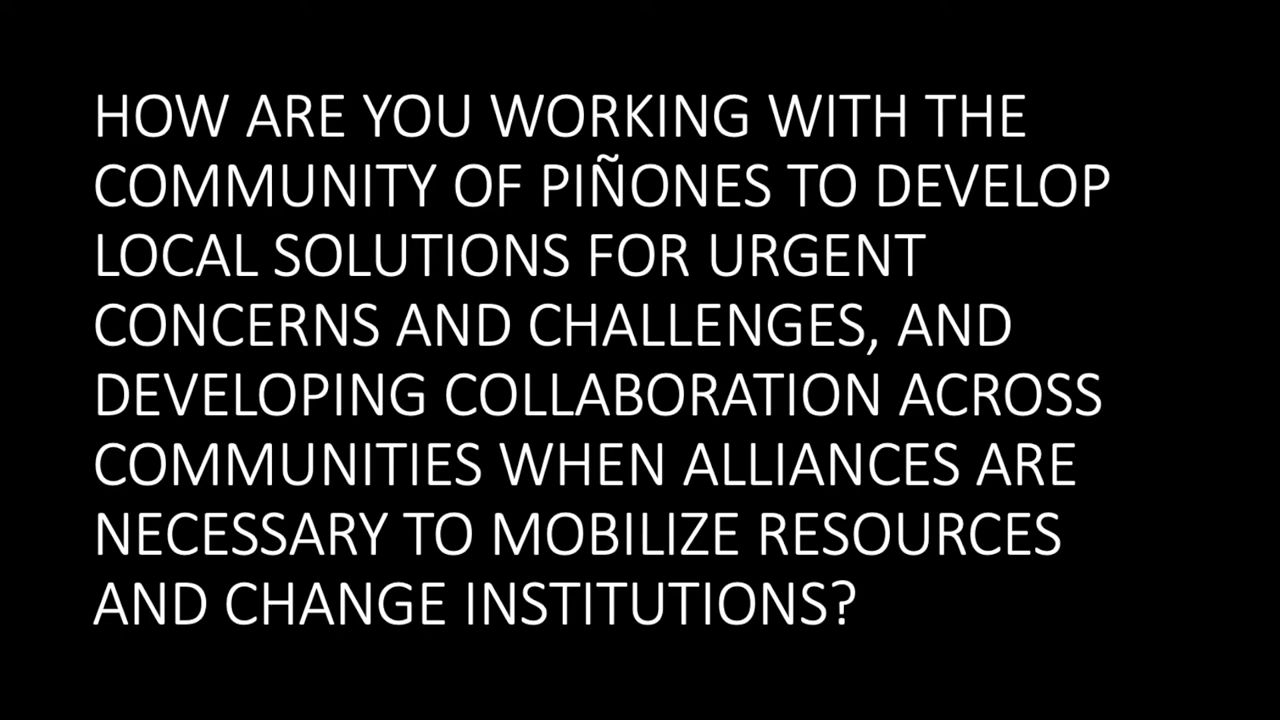 HOW ARE YOU WORKING WITH THE
COMMUNITY OF PIÑONES TO DEVELOP
LOCAL SOLUTIONS FOR URGENT
CONCERNS AND CHALLENGES, AND
DEVELOPING COLLABORATION ACROSS
COMMUNITIES WHEN ALLIANCES ARE
NECESSARY TO MOBILIZE RESOURCES
AND CHANGE INSTITUTIONS?